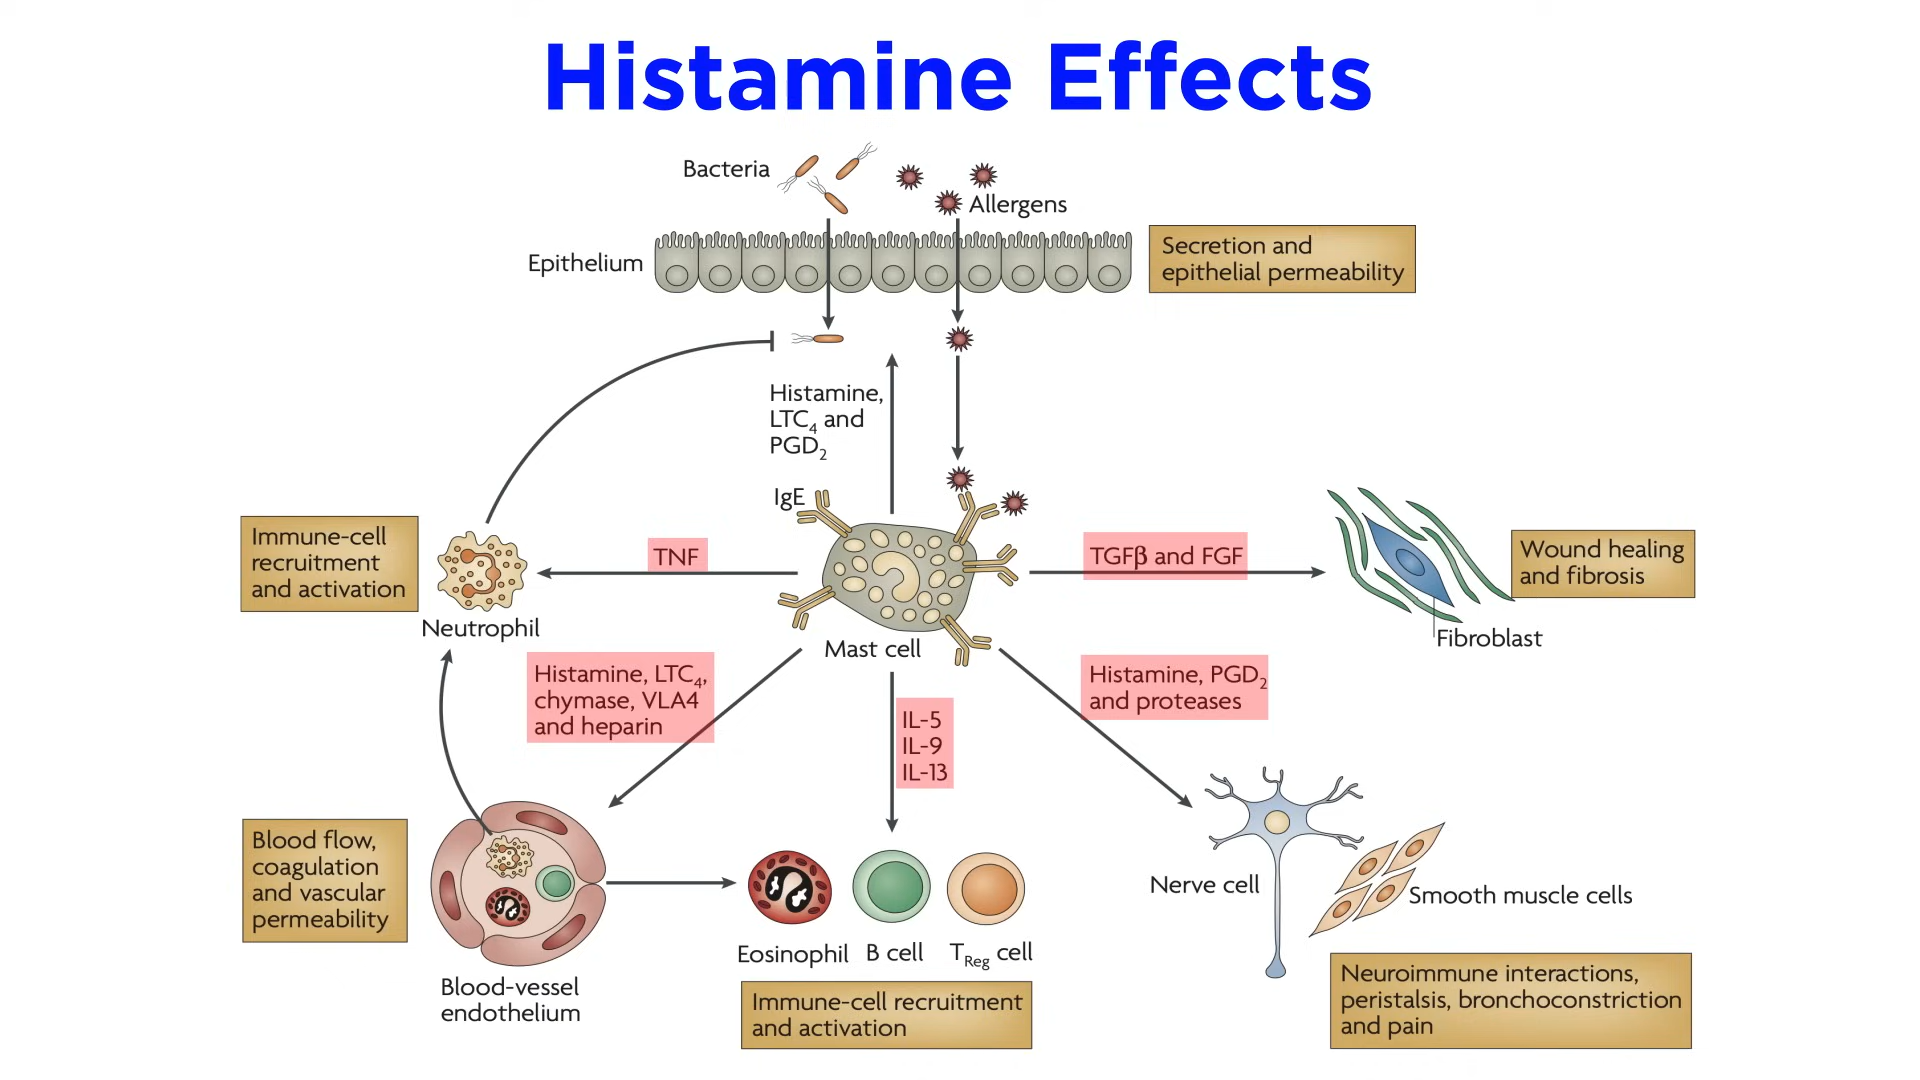 Histamine Effects
Bacteria
Allergens
Epithelium
Secretion and
epithelial permeability
Histamine,
LTC₄ and
PGD₂
IgE
Immune-cell
recruitment
and activation
TNF
TGFβ and FGF
Wound healing
and fibrosis
Neutrophil
Mast cell
Fibroblast
Histamine, LTC₄,
chymase, VLA4
and heparin
IL-5
IL-9
IL-13
Histamine, PGD₂
and proteases
Blood flow,
coagulation
and vascular
permeability
Nerve cell
Smooth muscle cells
Eosinophil
B cell
T_Reg cell
Blood-vessel
endothelium
Immune-cell recruitment
and activation
Neuroimmune interactions,
peristalsis, bronchoconstriction
and pain